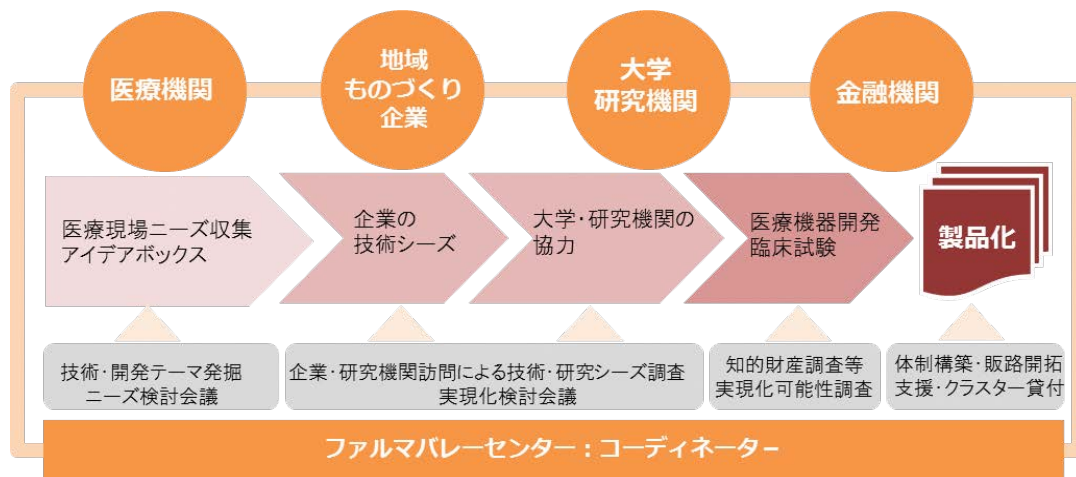 医療機関
地域
ものづくり
企業
大学
研究機関
金融機関
医療現場ニーズ収集
アイデアボックス
企業の
技術シーズ
大学・研究機関の
協力
医療機器開発
臨床試験
製品化
技術・開発テーマ発掘
ニーズ検討会議
企業・研究機関訪問による技術・研究シーズ調査
実現化検討会議
知的財産調査等
実現化可能性調査
体制構築・販路開拓
支援・クラスター貸付
ファルマバレーセンター：コーディネーター